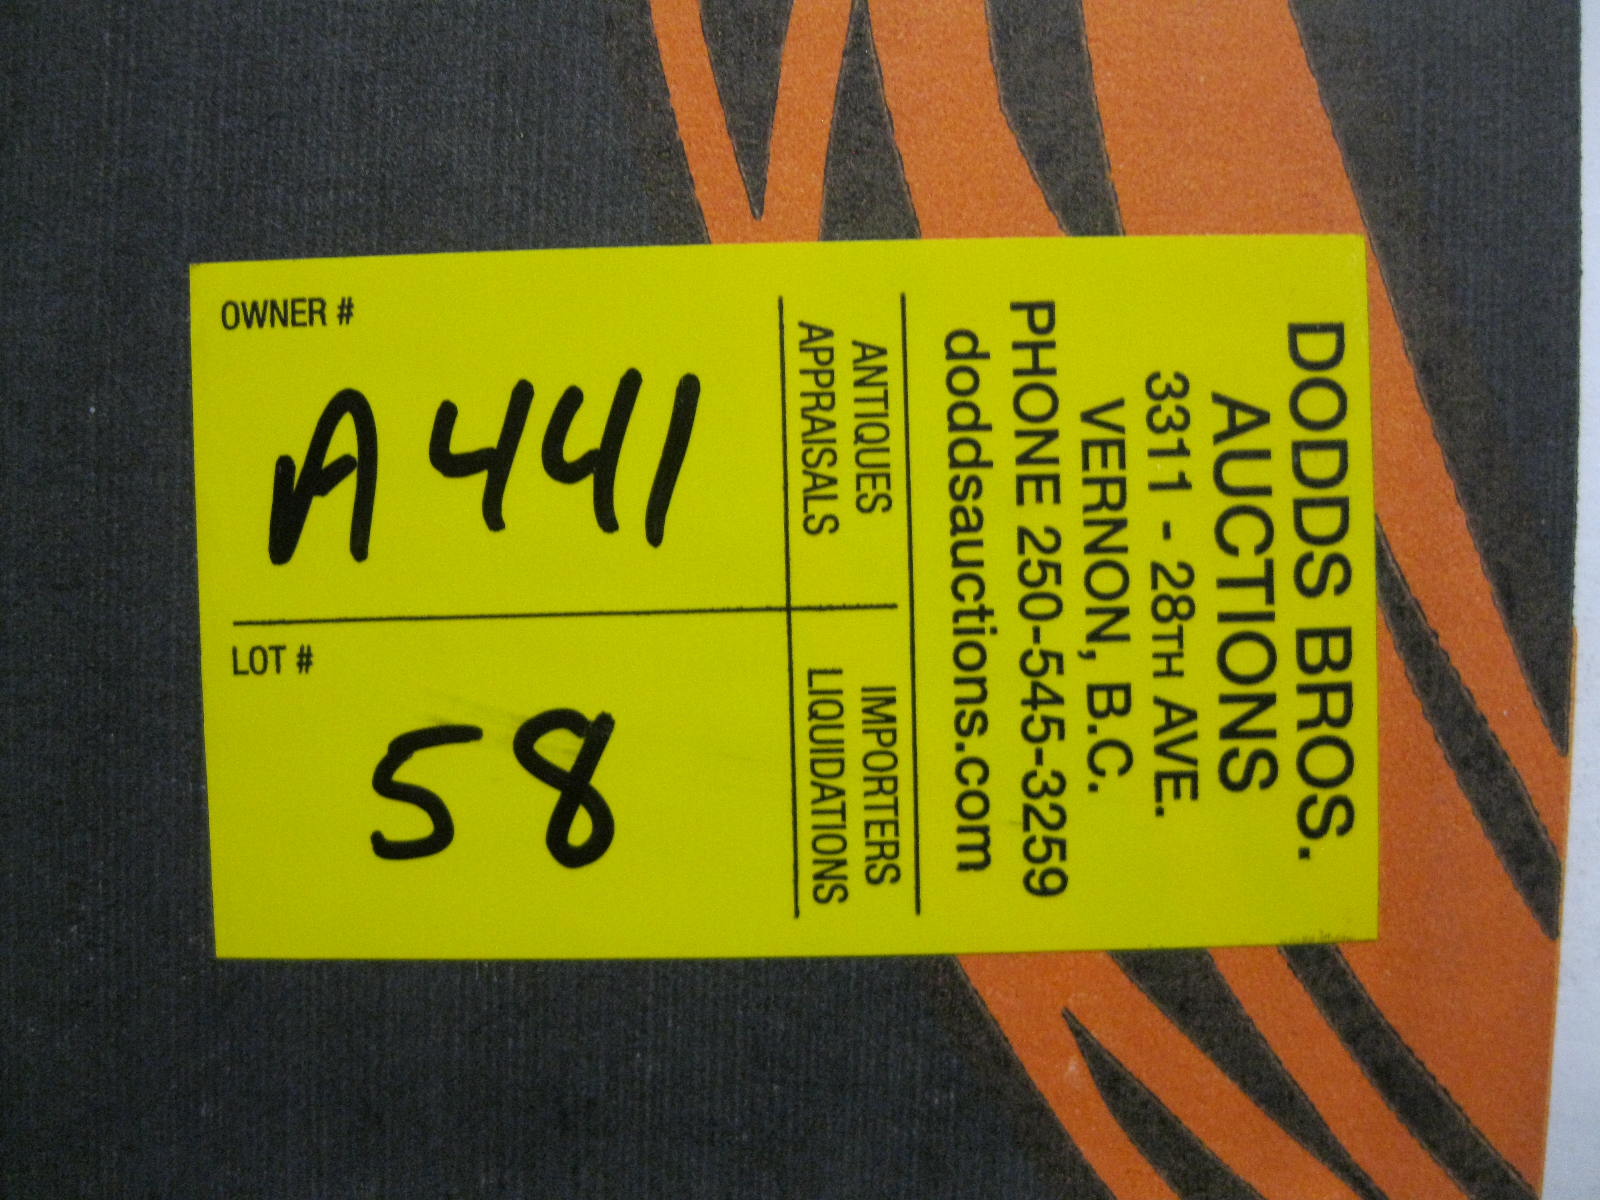 DODDS BROS.
AUCTIONS
3311 - 28TH AVE.
VERNON, B.C.
PHONE 250-545-3259
doddsauctions.com
ANTIQUES IMPORTERS
APPRAISALS LIQUIDATIONS
OWNER #
A441
LOT #
58